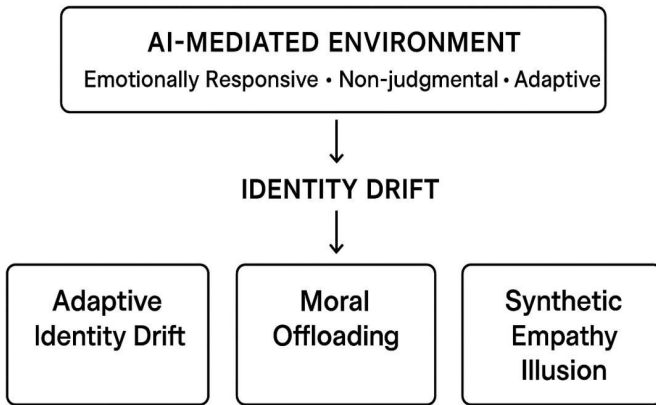 AI-MEDIATED ENVIRONMENT
Emotionally Responsive • Non-judgmental • Adaptive
IDENTITY DRIFT
Adaptive
Identity Drift
Moral
Offloading
Synthetic
Empathy
Illusion